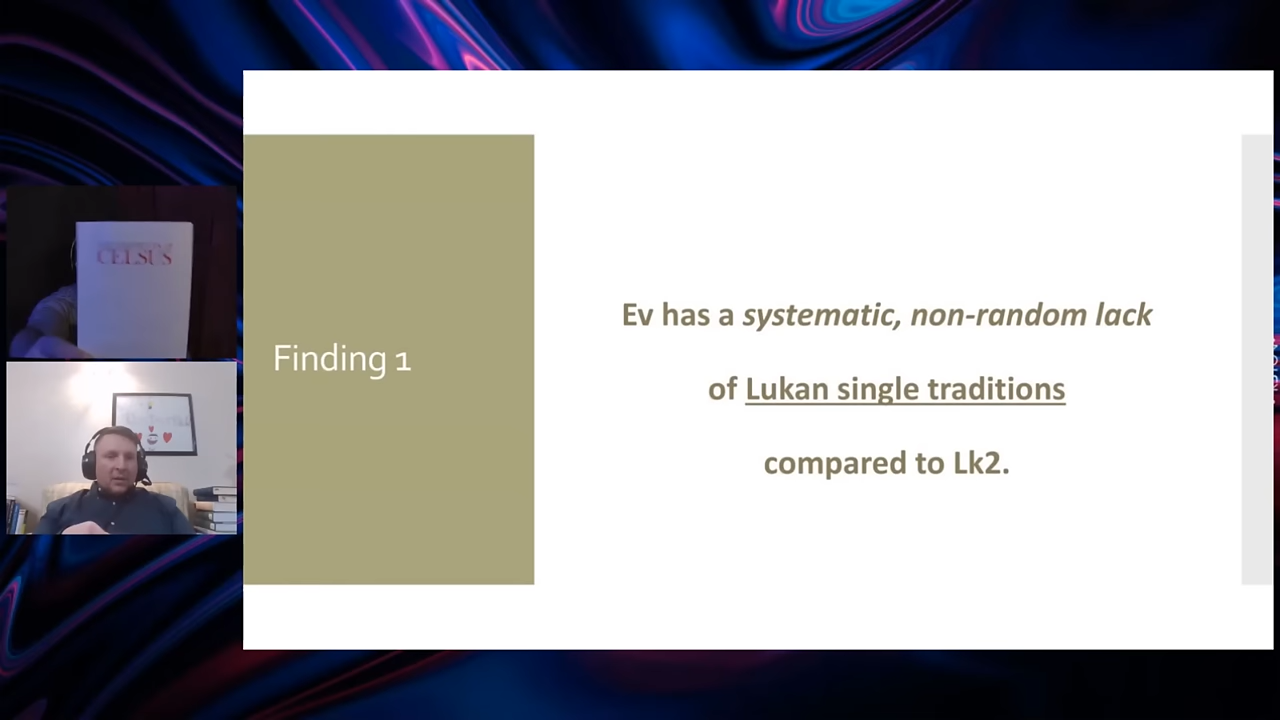 CELSUS
Finding 1
Ev has a systematic, non-random lack
of Lukan single traditions
compared to Lk2.